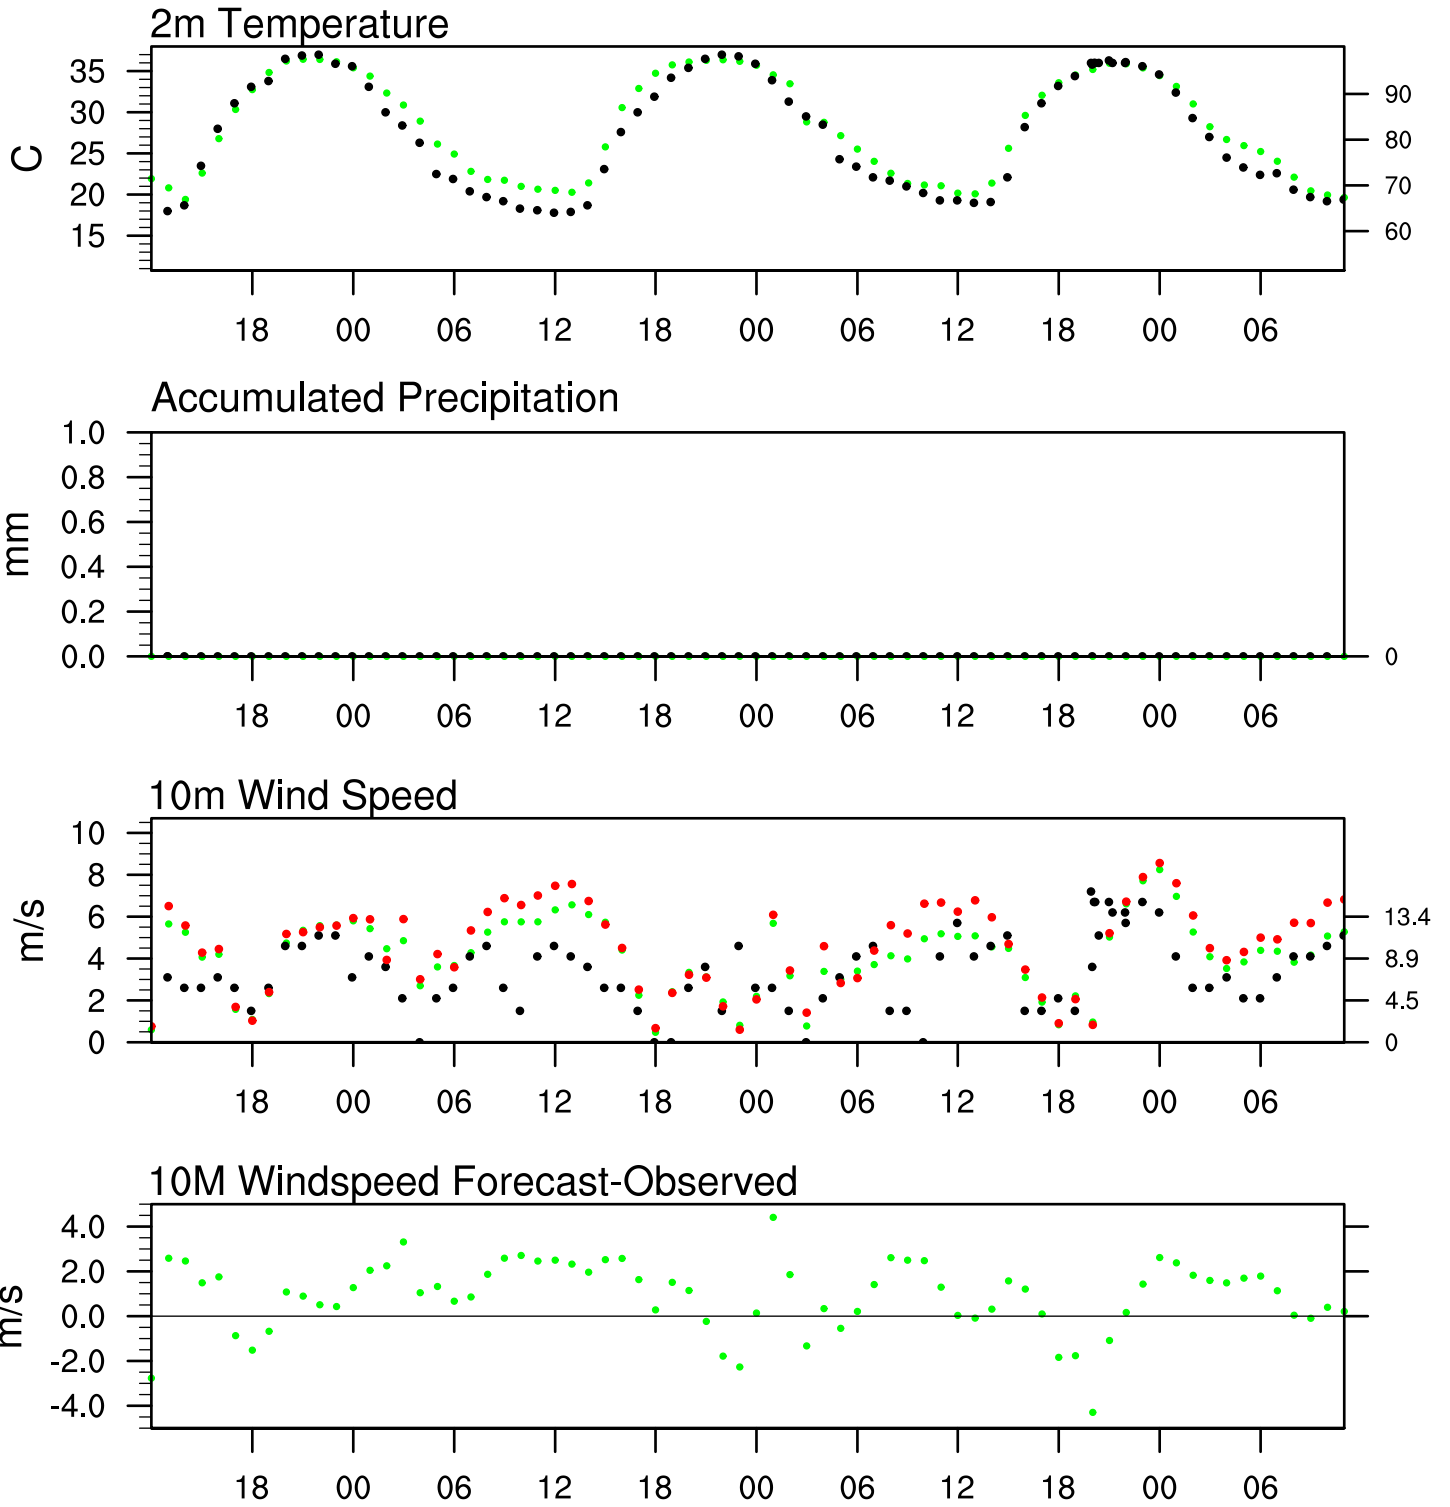 2m Temperature
35
30
25
20
15
C
90
80
70
60
18 00 06 12 18 00 06 12 18 00 06
Accumulated Precipitation
1.0
0.8
0.6
0.4
0.2
0.0
mm
0
18 00 06 12 18 00 06 12 18 00 06
10m Wind Speed
10
8
6
4
2
0
m/s
13.4
8.9
4.5
0
18 00 06 12 18 00 06 12 18 00 06
10M Windspeed Forecast-Observed
4.0
2.0
0.0
-2.0
-4.0
m/s
18 00 06 12 18 00 06 12 18 00 06